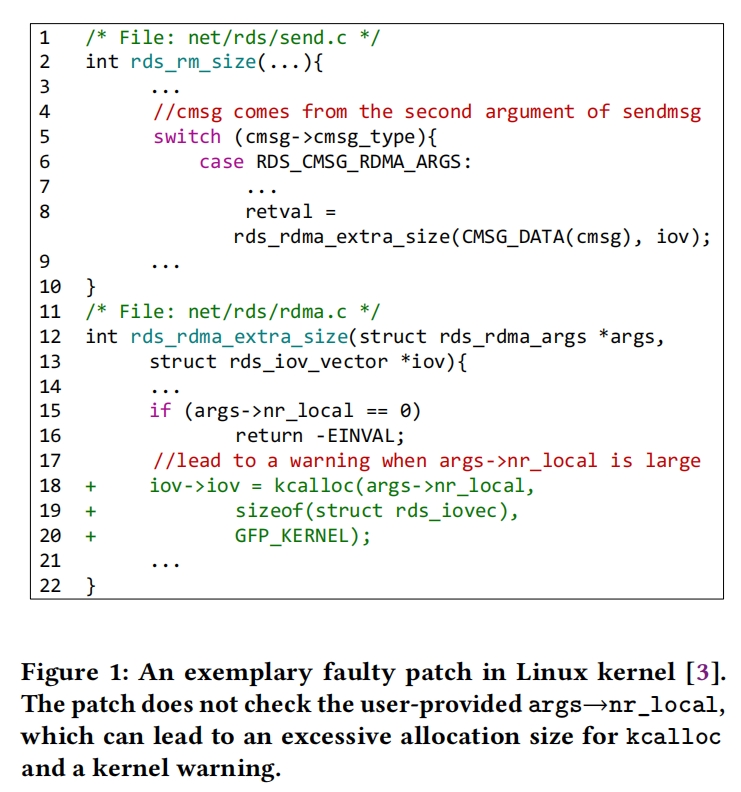 1 /* File: net/rds/send.c */
2 int rds_rm_size(...){
3 ...
4 //cmsg comes from the second argument of sendmsg
5 switch (cmsg->cmsg_type){
6 case RDS_CMSG_RDMA_ARGS:
7 ...
8 retval =
rds_rdma_extra_size(CMSG_DATA(cmsg), iov);
9 ...
10 }
11 /* File: net/rds/rdma.c */
12 int rds_rdma_extra_size(struct rds_rdma_args *args,
13 struct rds_iov_vector *iov){
14 ...
15 if (args->nr_local == 0)
16 return -EINVAL;
17 //lead to a warning when args->nr_local is large
18 + iov->iov = kcalloc(args->nr_local,
19 + sizeof(struct rds_iovec),
20 + GFP_KERNEL);
21 ...
22 }
Figure 1: An exemplary faulty patch in Linux kernel [3].
The patch does not check the user-provided args→nr_local,
which can lead to an excessive allocation size for kcalloc
and a kernel warning.